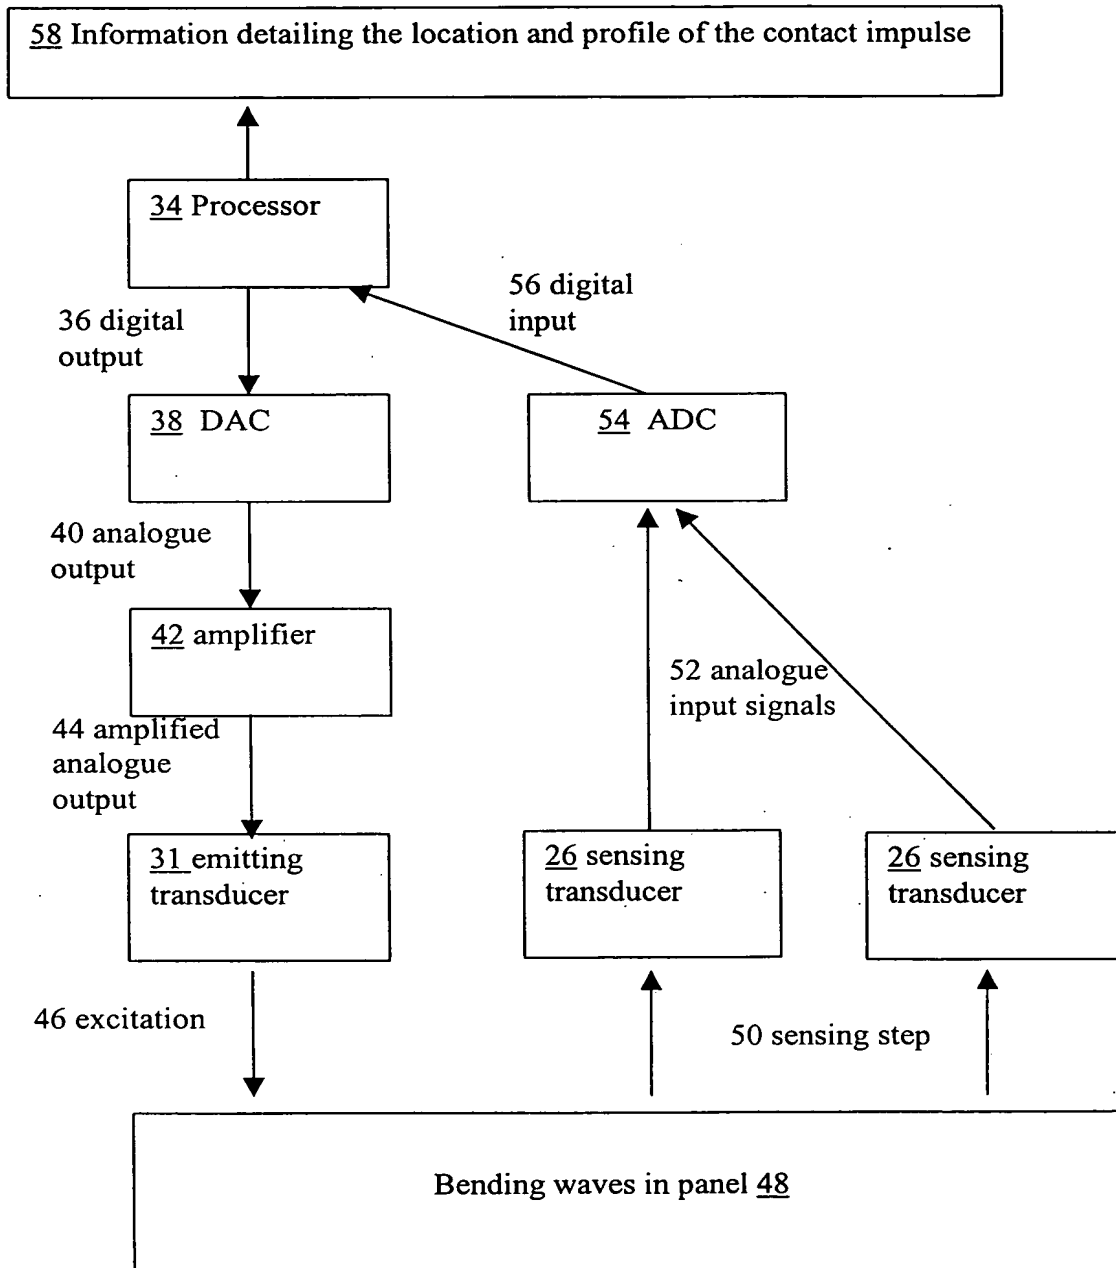 58 Information detailing the location and profile of the contact impulse
34 Processor
56 digital
input
36 digital
output
38 DAC
54 ADC
40 analogue
output
42 amplifier
52 analogue
input signals
44 amplified
analogue
output
31 emitting
transducer
26 sensing
transducer
26 sensing
transducer
46 excitation
50 sensing step
Bending waves in panel 48